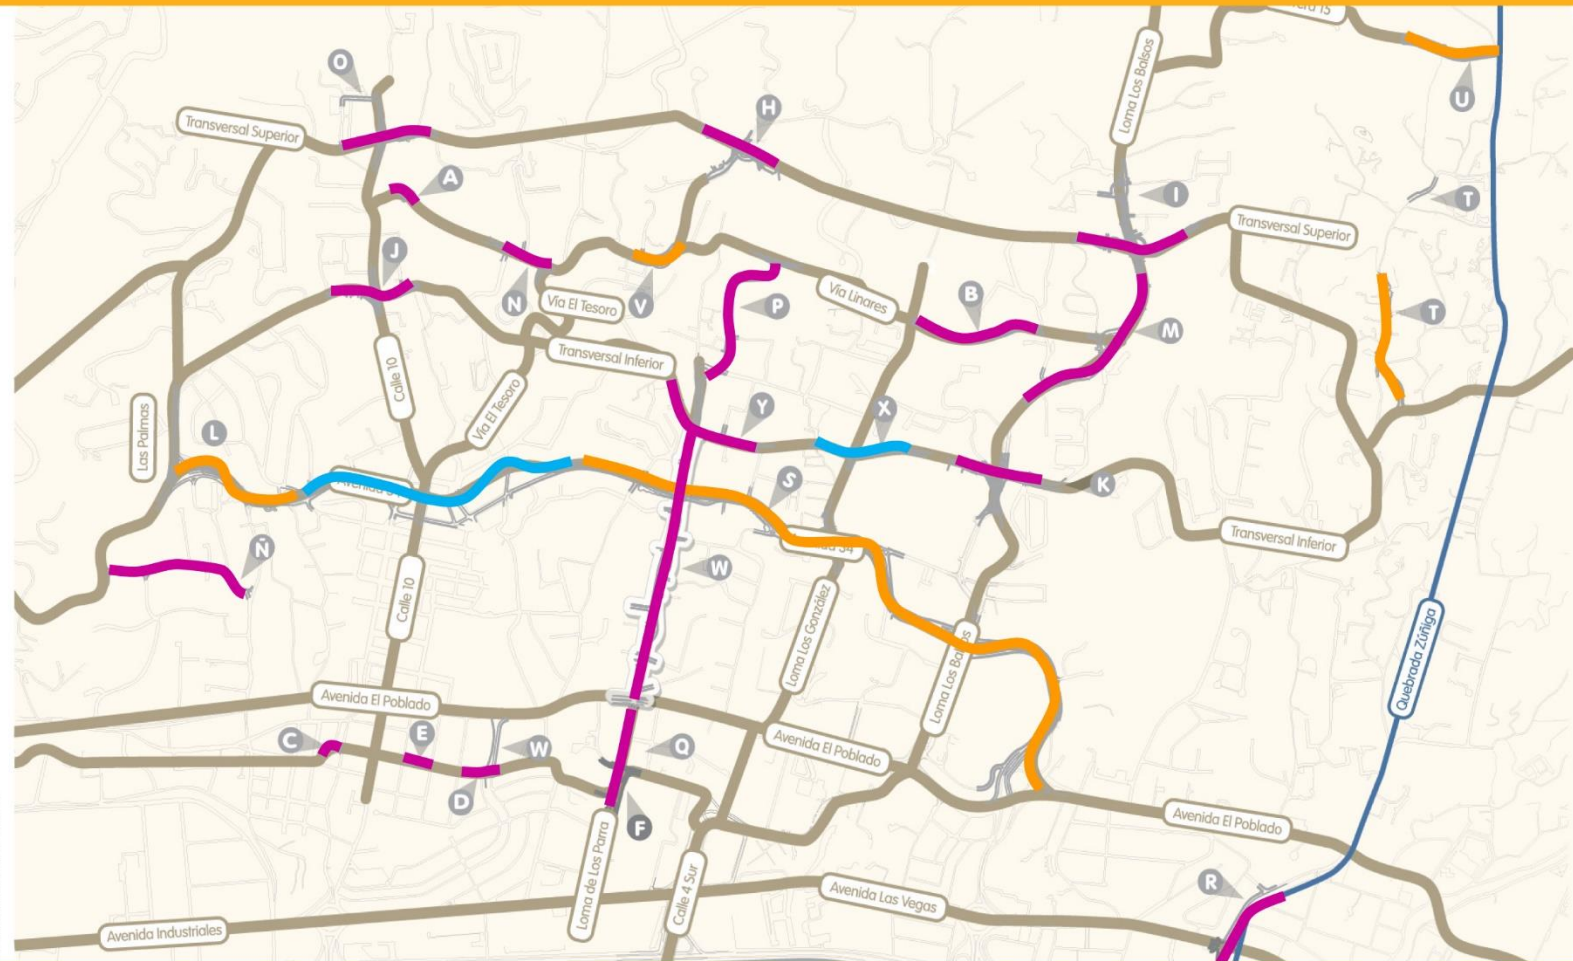 O
H
Loma Los Balsos
U
Transversal Superior
A
I
T
Transversal Superior
J
N
Vía El Tesoro
V
P
Vía Linares
B
M
T
Transversal Inferior
Calle 10
Las Palmas
Vía El Tesoro
L
Y
X
K
S
Transversal Inferior
Ñ
W
Calle 10
Loma Los González
Loma Los Balsos
Quebrada Zúñiga
Avenida El Poblado
C
E
W
Q
Avenida El Poblado
D
F
Avenida El Poblado
Loma de Los Parra
Calle 4 Sur
R
Avenida Las Vegas
Avenida Industriales